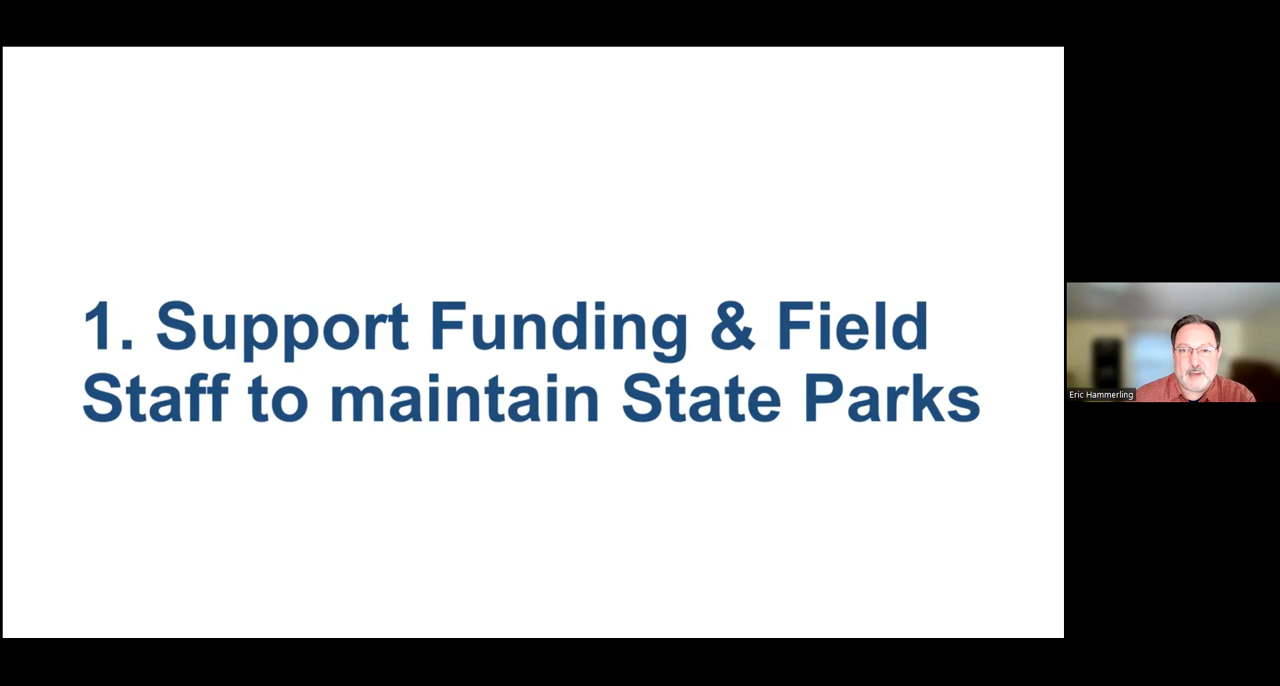 1. Support Funding & Field
Staff to maintain State Parks
Eric Hammerling